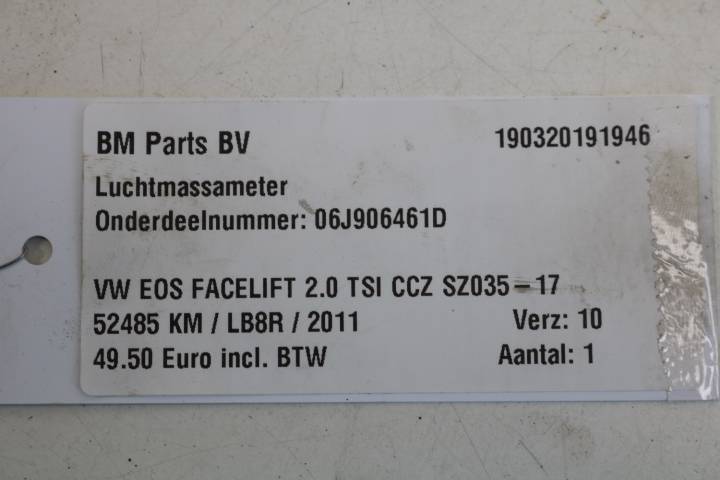 BM Parts BV 190320191946
Luchtmassameter
Onderdeelnummer: 06J906461D
VW EOS FACELIFT 2.0 TSI CCZ SZ035-17
52485 KM / LB8R / 2011 Verz: 10
49.50 Euro incl. BTW Aantal: 1